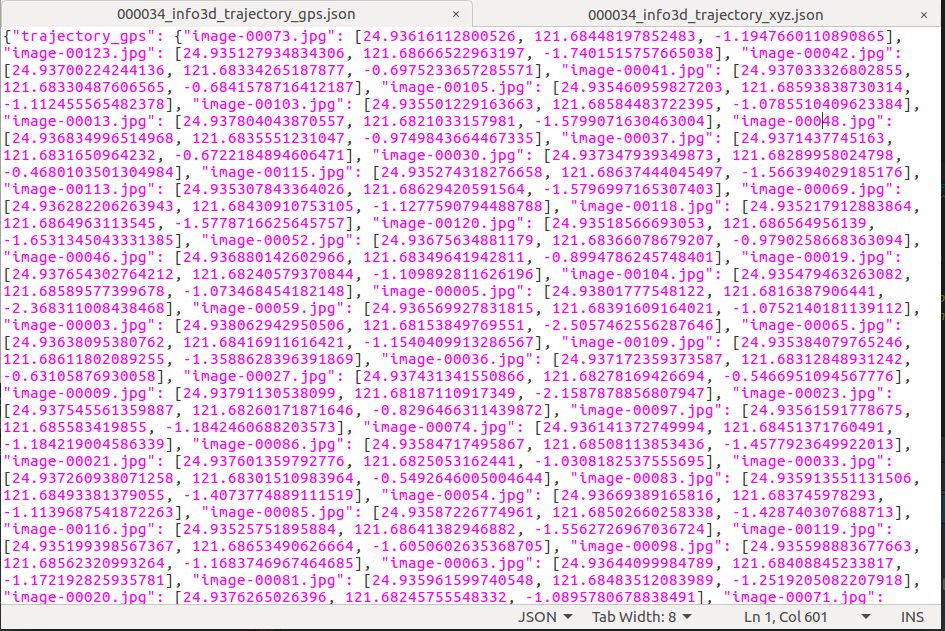 000034_info3d_trajectory_gps.json × 000034_info3d_trajectory_xyz.json ×
{"trajectory_gps": {"image-00073.jpg": [24.93616112800526, 121.68448197852483, -1.1947660110890865],
"image-00123.jpg": [24.935127934834306, 121.68666522963197, -1.7401515757665038], "image-00042.jpg":
[24.93700224244136, 121.68334265187877, -0.6975233657285571], "image-00041.jpg": [24.937033326802855,
121.68330487606565, -0.6841578716412187], "image-00105.jpg": [24.935460959827203, 121.68593838730314,
-1.112455565482378], "image-00103.jpg": [24.935501229163663, 121.68584483722395, -1.0785510409623384],
"image-00013.jpg": [24.937804043870557, 121.6821033157981, -1.5799071630463004], "image-00048.jpg":
[24.936834996514968, 121.6835551231047, -0.9749843664467335], "image-00037.jpg": [24.9371437745163,
121.6831650964232, -0.6722184894606471], "image-00030.jpg": [24.937347939349873, 121.68289958024798,
-0.4680103501304984], "image-00115.jpg": [24.935274318276658, 121.68637444045497, -1.566394029185176],
"image-00113.jpg": [24.935307843364026, 121.68629420591564, -1.5796997165307403], "image-00069.jpg":
[24.936282206263943, 121.68430910753105, -1.1277590794488788], "image-00118.jpg": [24.935217912883864,
121.6864963113545, -1.5778716625645757], "image-00120.jpg": [24.93518566693053, 121.686564956139,
-1.6531345043331385], "image-00052.jpg": [24.93675634881179, 121.68366078679207, -0.9790258668363094],
"image-00046.jpg": [24.936880142602966, 121.68349641942811, -0.8994786245748401], "image-00019.jpg":
[24.937654302764212, 121.68240579370844, -1.109892811626196], "image-00104.jpg": [24.935479463263082,
121.68589577399678, -1.073468454182148], "image-00005.jpg": [24.93801777548122, 121.6816387906441,
-2.368311008438468], "image-00059.jpg": [24.936569927831815, 121.68391609164021, -1.0752140181139112],
"image-00003.jpg": [24.938062942950506, 121.68153849769551, -2.5057462556287646], "image-00065.jpg":
[24.93638095380762, 121.68416911616421, -1.1540409913286567], "image-00109.jpg": [24.935384079765246,
121.68611802089255, -1.3588628396391869], "image-00036.jpg": [24.937172359373587, 121.68312848931242,
-0.63105876930058], "image-00027.jpg": [24.937431341550866, 121.68278169426694, -0.5466951094567776],
"image-00009.jpg": [24.93791130538099, 121.68187110917349, -2.1587878856807947], "image-00023.jpg":
[24.937545561359887, 121.68260171871646, -0.8296466311439872], "image-00097.jpg": [24.93561591778675,
121.685583419855, -1.1842460688203573], "image-00074.jpg": [24.936141372749994, 121.68451371760491,
-1.184219004586339], "image-00086.jpg": [24.93584717495867, 121.68508113853436, -1.4577923649922013],
"image-00021.jpg": [24.937601359792776, 121.6825053162441, -1.0308182537555695], "image-00033.jpg":
[24.937260938071258, 121.68301510983964, -0.5492646005004644], "image-00083.jpg": [24.935913551131506,
121.68493381379055, -1.4073774889111519], "image-00054.jpg": [24.93669389165816, 121.683745978293,
-1.1139687541872263], "image-00085.jpg": [24.93587226774961, 121.68502660258338, -1.428740307688713],
"image-00116.jpg": [24.93525751895884, 121.68641382946882, -1.5562726967036724], "image-00119.jpg":
[24.935199398567367, 121.68653490626664, -1.6050602635368705], "image-00098.jpg": [24.935598883677663,
121.68562320993264, -1.1683746967464685], "image-00063.jpg": [24.93644099984789, 121.68408845233817,
-1.172192825935781], "image-00081.jpg": [24.935961599740548, 121.68483512083989, -1.2519205082207918],
"image-00020.jpg": [24.9376265026396, 121.68245755548332, -1.0895780678838491], "image-00071.jpg":
JSON Tab Width: 8 Ln 1, Col 601 INS